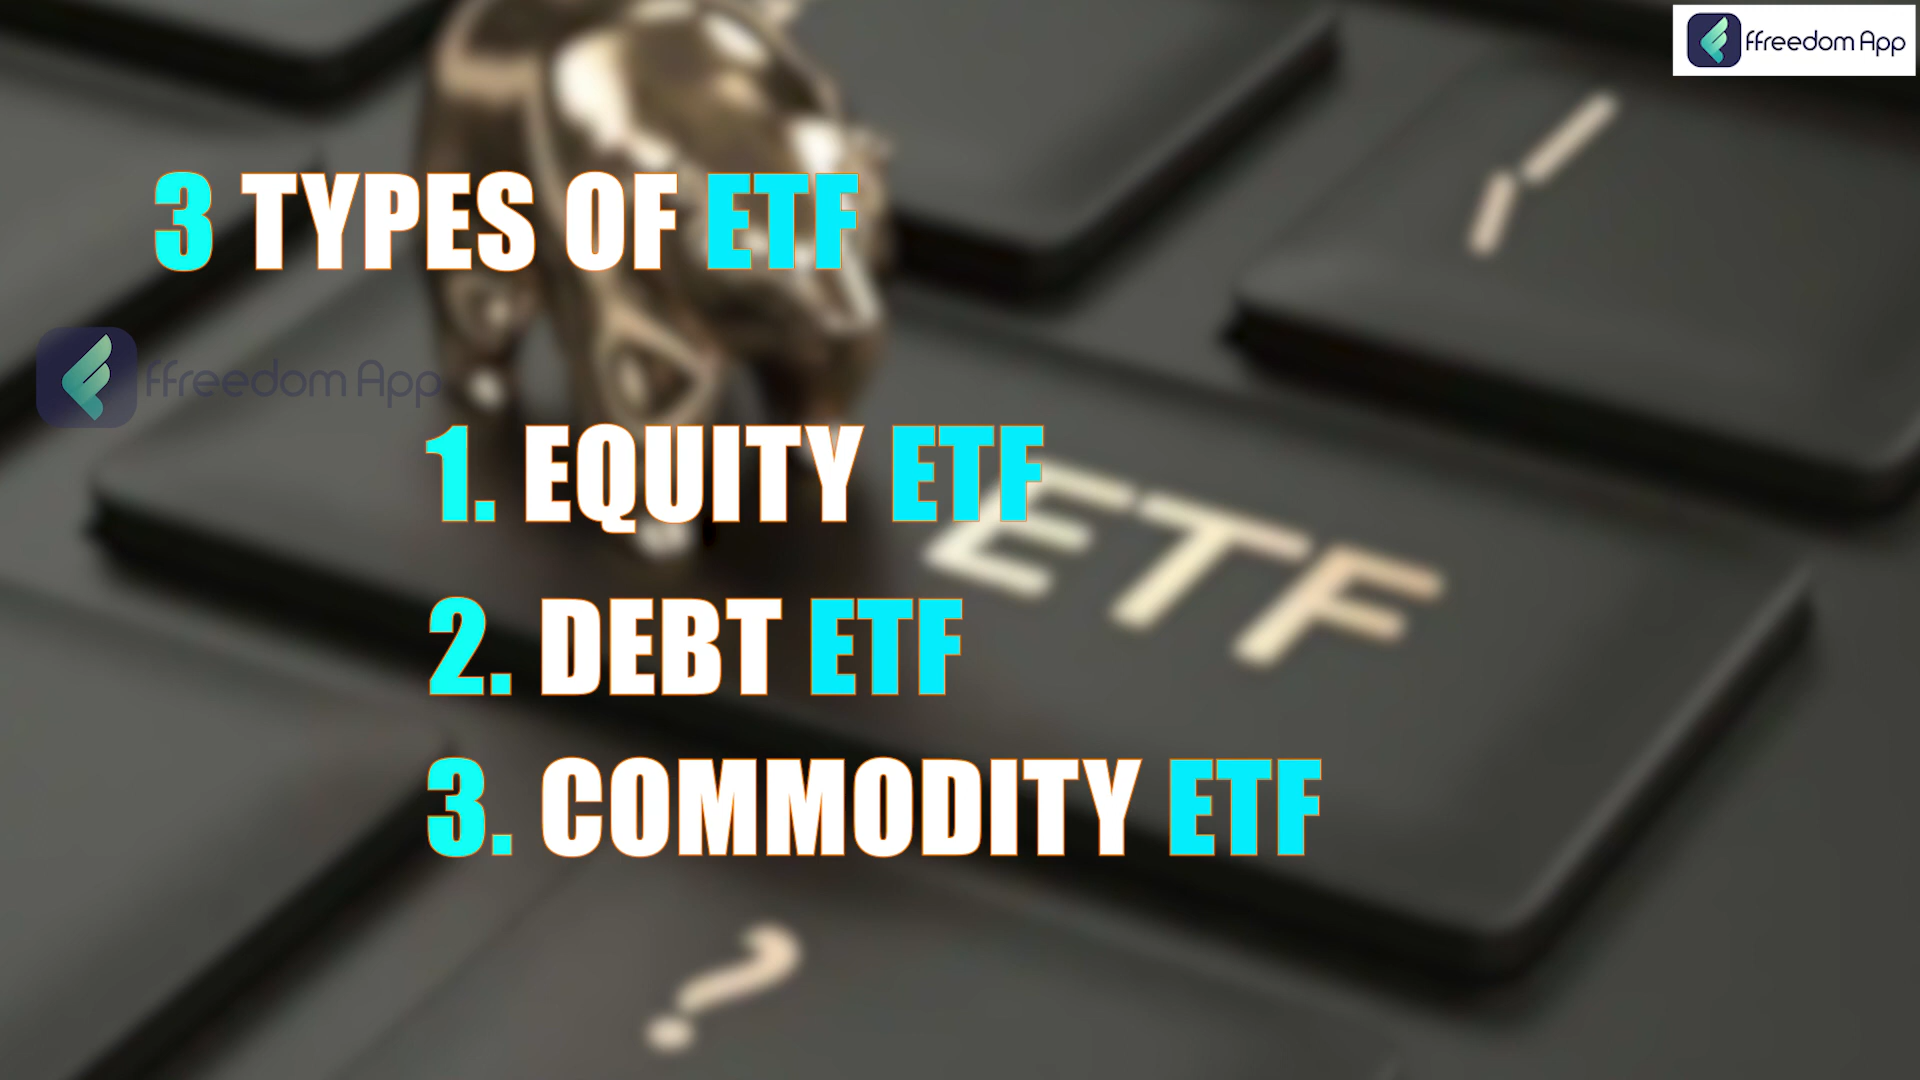 ffreedom App
3 TYPES OF ETF
ffreedom App
1. EQUITY ETF
ETF
2. DEBT ETF
3. COMMODITY ETF
?